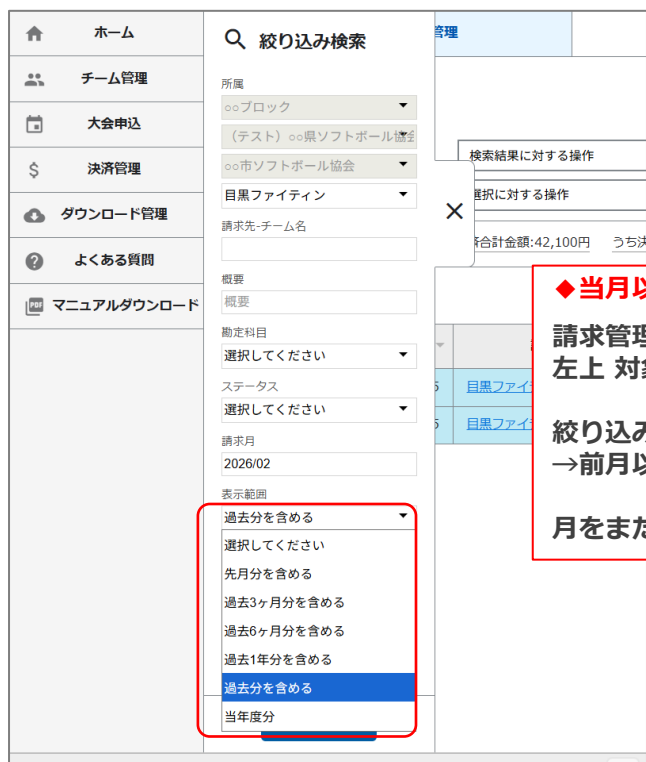 ホーム
チーム管理
大会申込
決済管理
ダウンロード管理
よくある質問
PDF マニュアルダウンロード
絞り込み検索
所属
○○ブロック
（テスト）○○県ソフトボール協会
○○市ソフトボール協会
目黒ファイティン
請求先-チーム名
概要
概要
勘定科目
選択してください
ステータス
選択してください
請求月
2026/02
表示範囲
過去分を含める
選択してください
先月分を含める
過去3ヶ月分を含める
過去6ヶ月分を含める
過去1年分を含める
過去分を含める
当年度分
管理
検索結果に対する操作
選択に対する操作
合計金額:42,100円 うち決
5 目黒ファイテ
5 目黒ファイ
◆当月以
請求管理
左上 対象
絞り込み
→前月以
月をまた